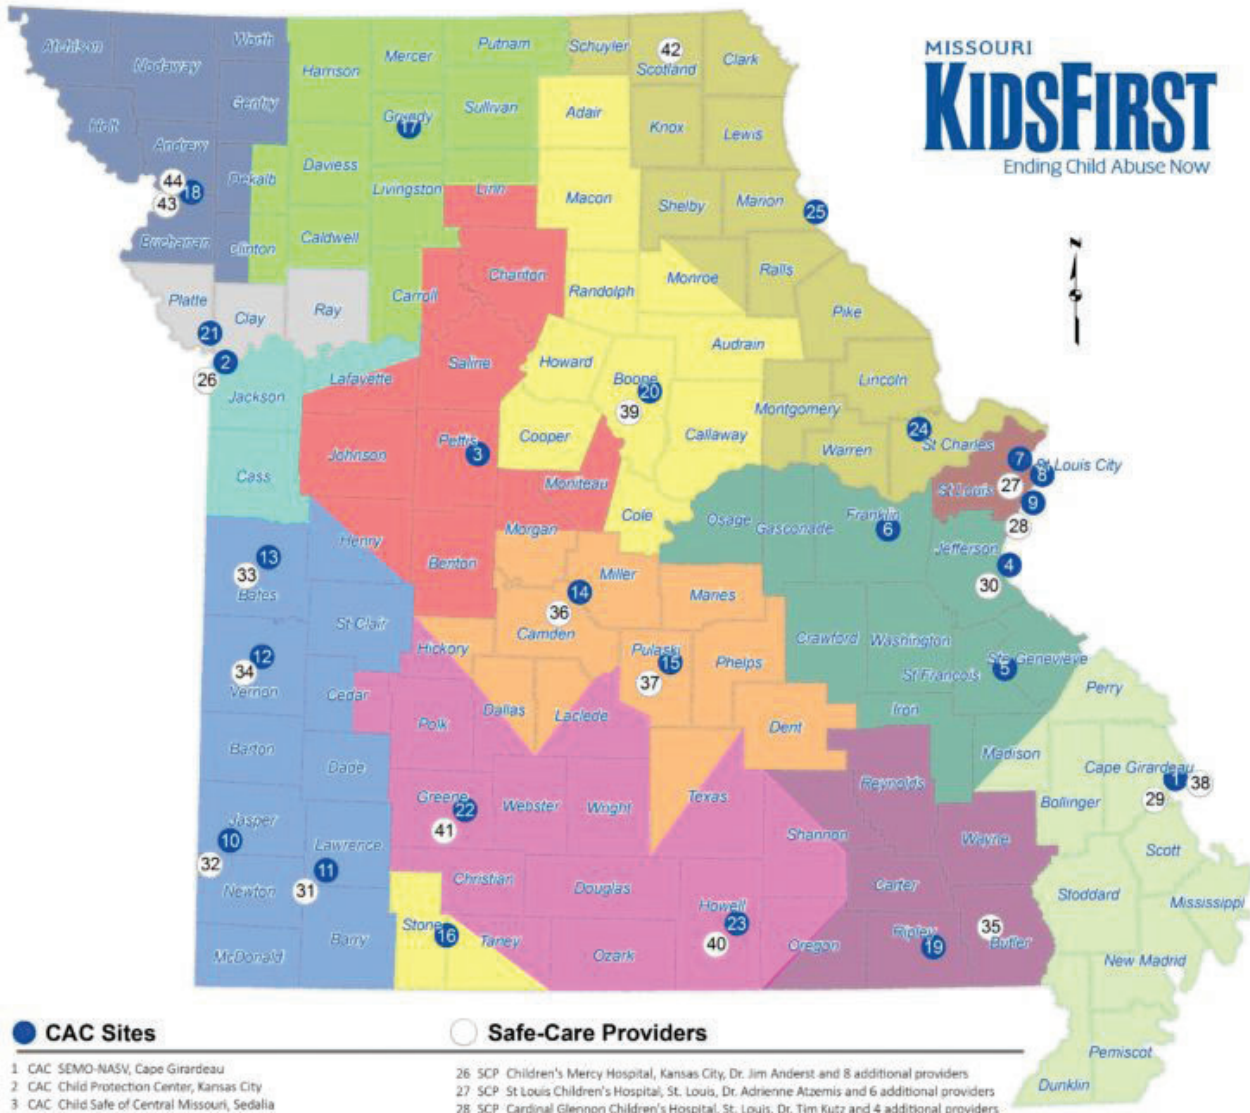 MISSOURI
KIDSFIRST
Ending Child Abuse Now
N
Atchison
Nodaway
Worth
Harrison
Mercer
Putnam
Schuyler
42
Scotland
Clark
Gentry
Holt
Andrew
Grundy
17
Sullivan
Adair
Knox
Lewis
44
18
43
Dekalb
Daviess
Livingston
Linn
Macon
Shelby
Marion
25
Buchanan
Clinton
Caldwell
Carroll
Chariton
Randolph
Monroe
Ralls
Pike
Platte
Clay
Ray
21
2
26
Jackson
Lafayette
Saline
Howard
Boone
20
39
Audrain
Lincoln
Montgomery
Cass
Johnson
Pettis
3
Cooper
Callaway
Warren
24
St Charles
7
St Louis City
8
St Louis
27
9
28
Moniteau
Cole
Osage
Gasconade
Franklin
6
Jefferson
4
30
Henry
Benton
Morgan
Miller
Maries
13
33
Bates
St Clair
14
36
Camden
Pulaski
15
37
Phelps
Crawford
Washington
St Francois
Ste Genevieve
5
12
34
Vernon
Cedar
Hickory
Polk
Dallas
Laclede
Dent
Iron
Madison
Perry
Barton
Dade
Greene
22
41
Webster
Wright
Texas
Reynolds
Shannon
Bollinger
Cape Girardeau
1
38
29
Jasper
10
32
Lawrence
11
31
Newton
Christian
Douglas
Howell
23
40
Carter
Wayne
Scott
Stoddard
Mississippi
McDonald
Barry
Stone
16
Taney
Ozark
Oregon
Ripley
19
35
Butler
New Madrid
Pemiscot
Dunklin
CAC Sites
1 CAC SEMO-NASV, Cape Girardeau
2 CAC Child Protection Center, Kansas City
3 CAC Child Safe of Central Missouri, Sedalia
Safe-Care Providers
26 SCP Children's Mercy Hospital, Kansas City, Dr. Jim Anderst and 8 additional providers
27 SCP St Louis Children's Hospital, St. Louis, Dr. Adrienne Atzemis and 6 additional providers
28 SCP Cardinal Glennon Children's Hospital, St. Louis, Dr. Tim Kutz and 4 additional providers